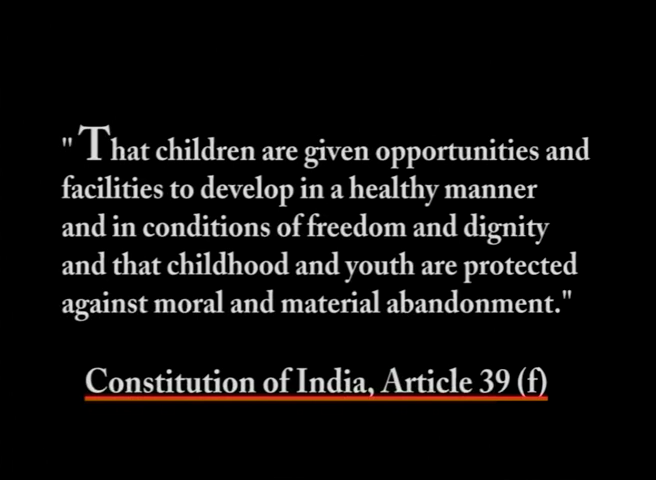 "That children are given opportunities and
facilities to develop in a healthy manner
and in conditions of freedom and dignity
and that childhood and youth are protected
against moral and material abandonment."
Constitution of India, Article 39 (f)